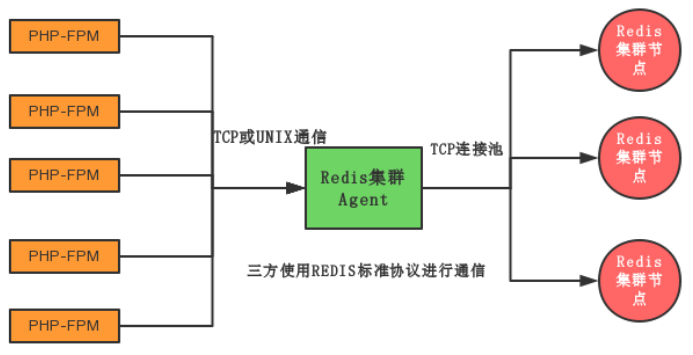 PHP-FPM
PHP-FPM
PHP-FPM
PHP-FPM
PHP-FPM
TCP或UNIX通信
Redis集群
Agent
TCP连接池
三方使用REDIS标准协议进行通信
Redis
集群节
点
Redis
集群节
点
Redis
集群节
点